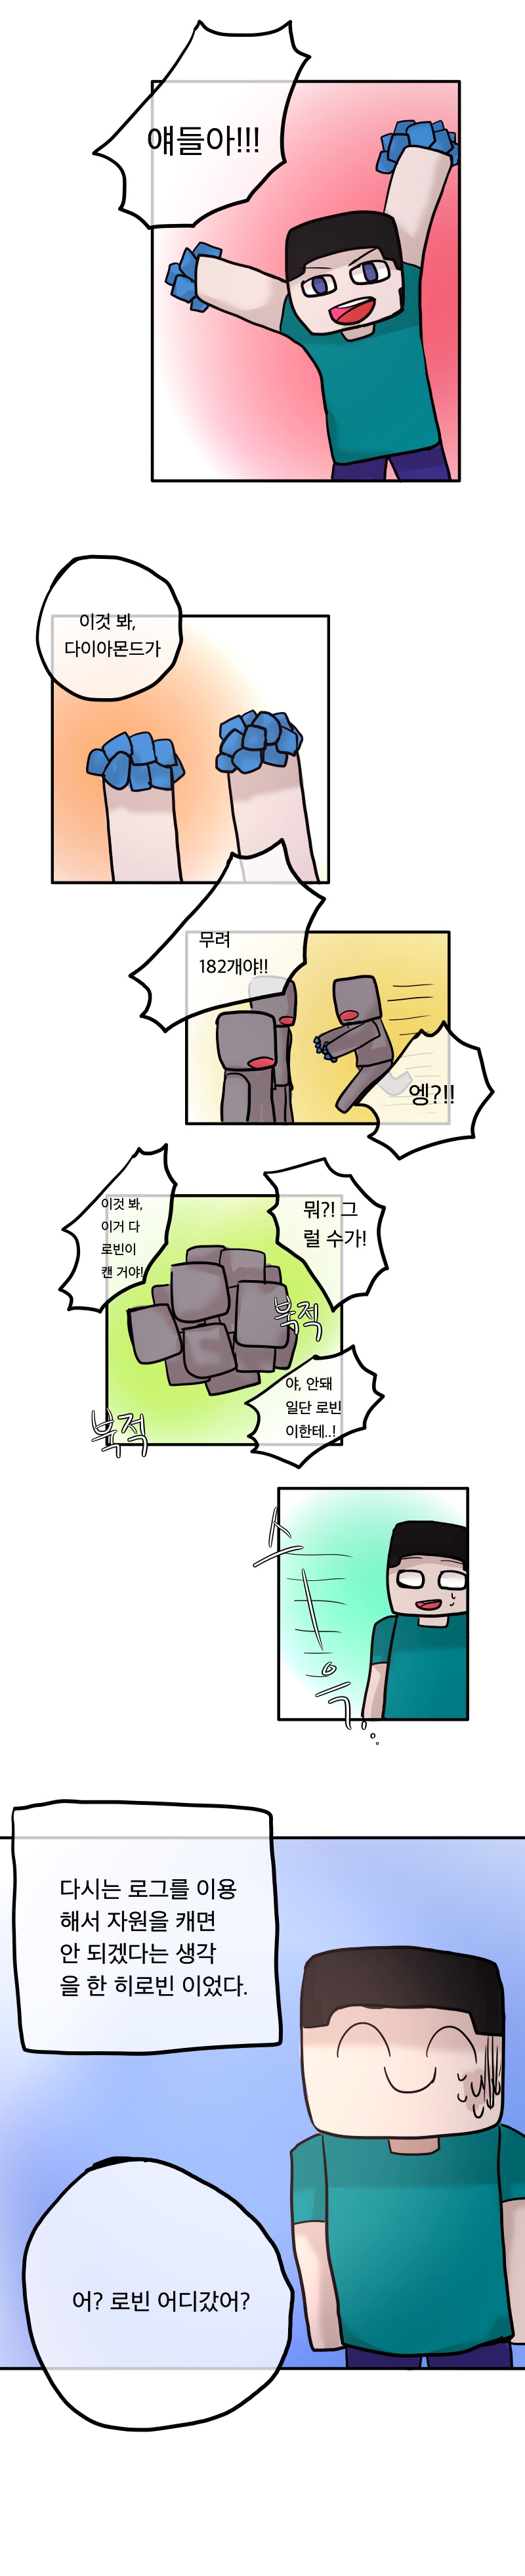 얘들아!!!
이것 봐,
다이아몬드가
무려
182개야!!
엥?!!
이것 봐,
이거 다
로빈이
캔 거야!
뭐?! 그
럴 수가!
북적
야, 안돼
일단 로빈
이한테..!
북적
스
윽
다시는 로그를 이용
해서 자원을 캐면
안 되겠다는 생각
을 한 히로빈 이었다.
어? 로빈 어디갔어?